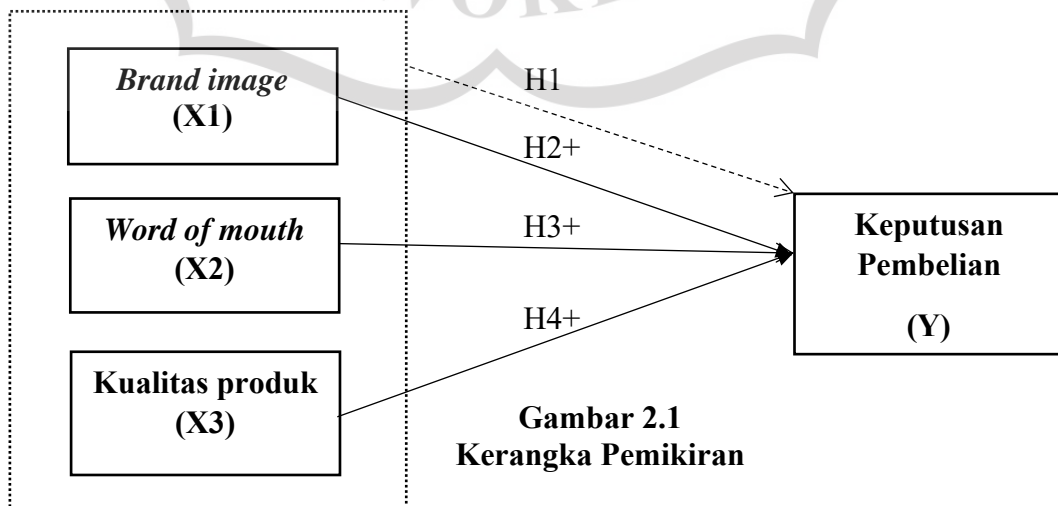 Brand image
(X1)
Word of mouth
(X2)
Kualitas produk
(X3)
H1
H2+
H3+
H4+
Keputusan
Pembelian
(Y)
Gambar 2.1
Kerangka Pemikiran